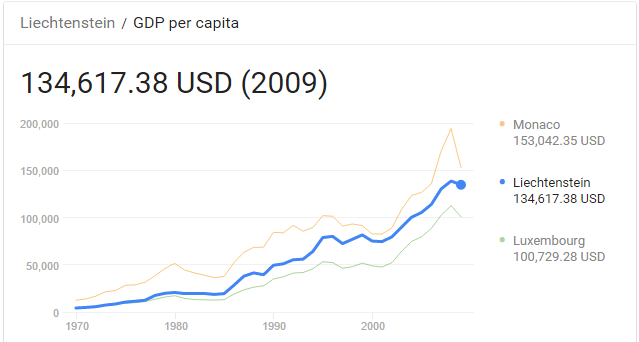 Liechtenstein / GDP per capita
134,617.38 USD (2009)
200,000
150,000
100,000
50,000
0
1970
1980
1990
2000
Monaco
153,042.35 USD
Liechtenstein
134,617.38 USD
Luxembourg
100,729.28 USD